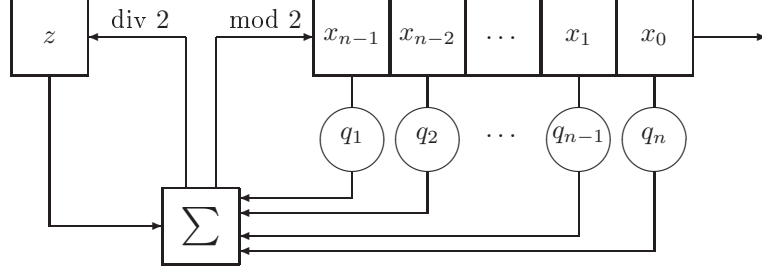 div 2 mod 2
z x_{n-1} x_{n-2} ... x_1 x_0
q_1 q_2 ... q_{n-1} q_n
∑